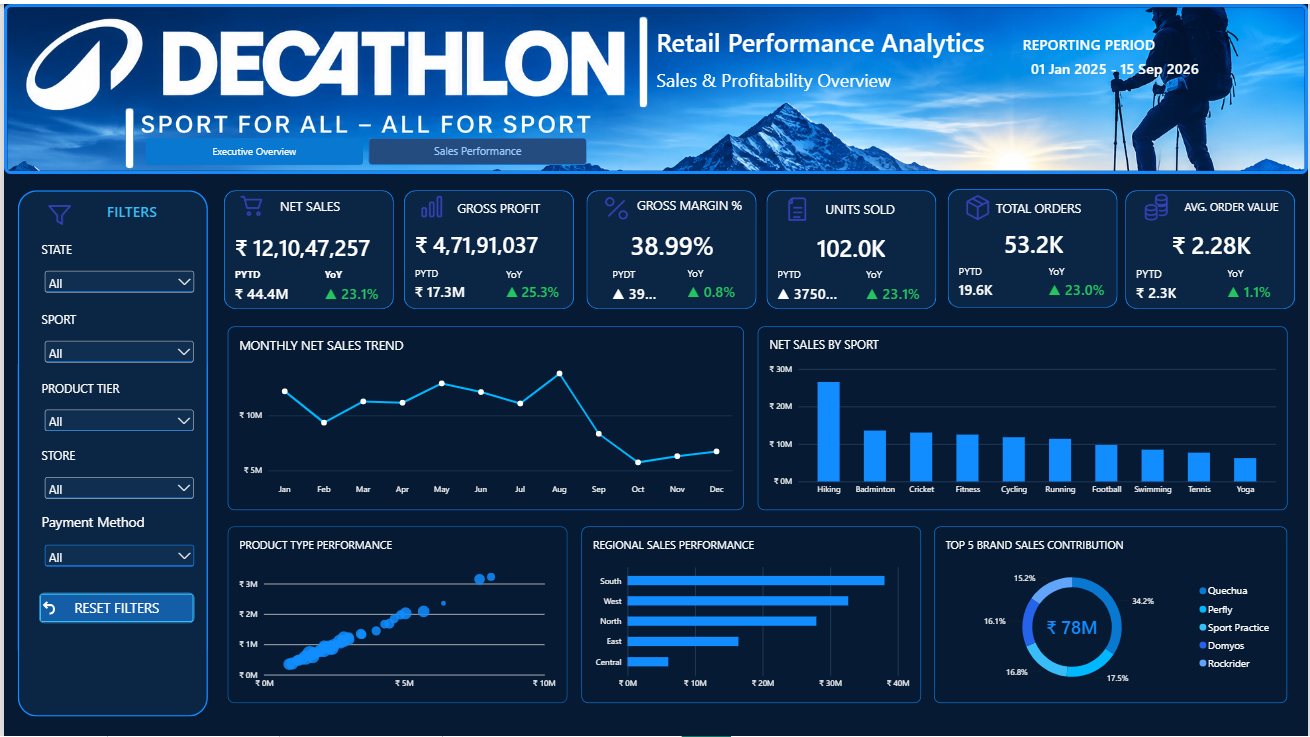 DECATHLON
SPORT FOR ALL – ALL FOR SPORT
Executive Overview
Sales Performance
Retail Performance Analytics
Sales & Profitability Overview
REPORTING PERIOD
01 Jan 2025 - 15 Sep 2026
FILTERS
STATE
All
SPORT
All
PRODUCT TIER
All
STORE
All
Payment Method
All
RESET FILTERS
NET SALES
₹ 12,10,47,257
PYTD YoY
₹ 44.4M ▲ 23.1%
GROSS PROFIT
₹ 4,71,91,037
PYTD YoY
₹ 17.3M ▲ 25.3%
GROSS MARGIN %
38.99%
PYDT YoY
▲ 39... ▲ 0.8%
UNITS SOLD
102.0K
PYTD YoY
▲ 3750... ▲ 23.1%
TOTAL ORDERS
53.2K
PYTD YoY
19.6K ▲ 23.0%
AVG. ORDER VALUE
₹ 2.28K
PYTD YoY
₹ 2.3K ▲ 1.1%
MONTHLY NET SALES TREND
₹ 10M
₹ 5M
Jan Feb Mar Apr May Jun Jul Aug Sep Oct Nov Dec
NET SALES BY SPORT
₹ 30M
₹ 20M
₹ 10M
₹ 0M
Hiking Badminton Cricket Fitness Cycling Running Football Swimming Tennis Yoga
PRODUCT TYPE PERFORMANCE
₹ 3M
₹ 2M
₹ 1M
₹ 0M
₹ 0M ₹ 5M ₹ 10M
REGIONAL SALES PERFORMANCE
South
West
North
East
Central
₹ 0M ₹ 10M ₹ 20M ₹ 30M ₹ 40M
TOP 5 BRAND SALES CONTRIBUTION
15.2%
34.2%
16.1%
₹ 78M
16.8%
17.5%
Quechua
Perfly
Sport Practice
Domyos
Rockrider